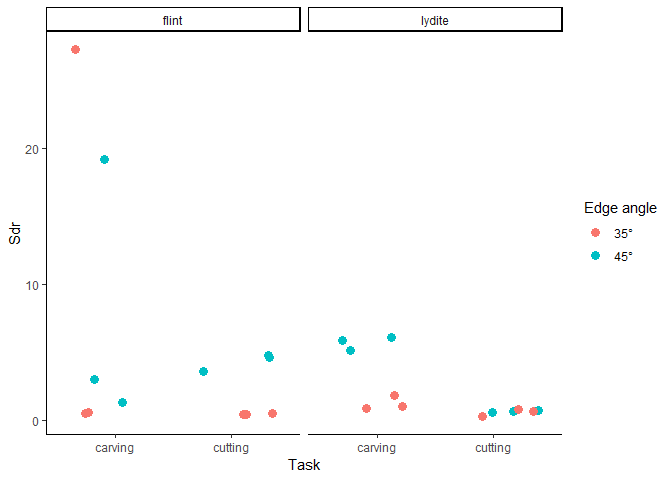 flint
lydite
20
10
0
Sdr
carving
cutting
carving
cutting
Task
Edge angle
35°
45°